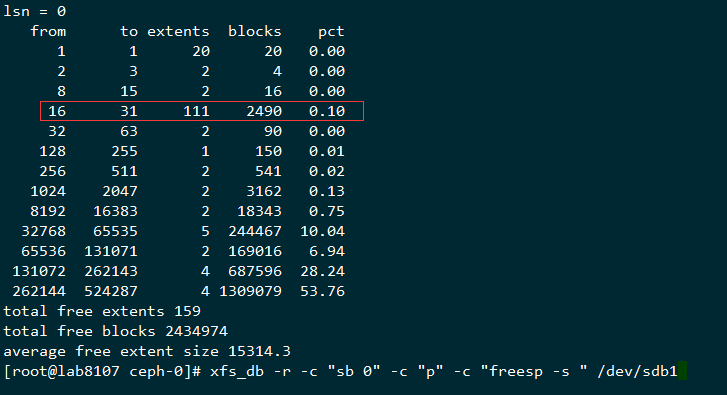 lsn = 0
from to extents blocks pct
1 1 20 20 0.00
2 3 2 4 0.00
8 15 2 16 0.00
16 31 111 2490 0.10
32 63 2 90 0.00
128 255 1 150 0.01
256 511 2 541 0.02
1024 2047 2 3162 0.13
8192 16383 2 18343 0.75
32768 65535 5 244467 10.04
65536 131071 2 169016 6.94
131072 262143 4 687596 28.24
262144 524287 4 1309079 53.76
total free extents 159
total free blocks 2434974
average free extent size 15314.3
[root@lab8107 ceph-0]# xfs_db -r -c "sb 0" -c "p" -c "freesp -s " /dev/sdb1